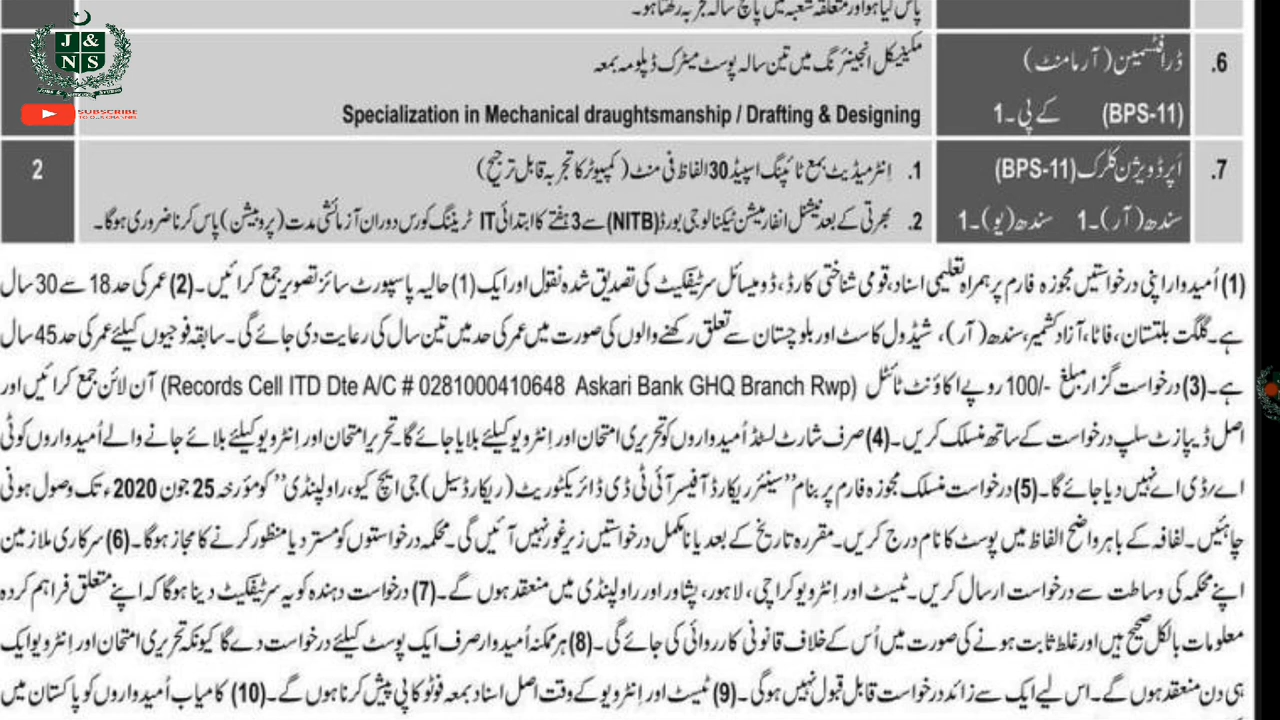 پاس کیا ہو اور متعلقہ شعبہ میں پانچ سالہ تجربہ رکھتا ہو۔
J & NS
SUBSCRIBE
TO OUR CHANNEL
6. ڈرافٹسمین (آرمامنٹ) مکینیکل انجینئرنگ میں تین سالہ پوسٹ میٹرک ڈپلومہ بمعہ
(BPS-11) کے پی۔1 Specialization in Mechanical draughtsmanship / Drafting & Designing
7. اَپرڈویژن کلرک (BPS-11) 1. انٹرمیڈیٹ بمع ٹائپنگ اسپیڈ 30 الفاظ فی منٹ (کمپیوٹر کا تجربہ قابل ترجیح) 2
سندھ (آر)۔1 سندھ (یو)۔1 2. بھرتی کے بعد نیشنل انفارمیشن ٹیکنالوجی بورڈ (NITB) سے 3 ہفتے کا ابتدائی IT ٹریننگ کورس دوران آزمائشی مدت (پروبیشن) پاس کرنا ضروری ہوگا۔
(1) اُمیدوار اپنی درخواستیں مجوزہ فارم پر ہمراہ تعلیمی اسناد، قومی شناختی کارڈ، ڈومیسائل سرٹیفکیٹ کی تصدیق شدہ نقول اور ایک (1) حالیہ پاسپورٹ سائز تصویر جمع کرائیں۔ (2) عمر کی حد 18 سے 30 سال
ہے۔ گلگت بلتستان، فاٹا، آزاد کشمیر، سندھ (آر)، شیڈول کاسٹ اور بلوچستان سے تعلق رکھنے والوں کی صورت میں عمر کی حد میں تین سال کی رعایت دی جائے گی۔ سابقہ فوجیوں کیلئے عمر کی حد 45 سال
ہے۔ (3) درخواست گزار مبلغ -/100 روپے اکاؤنٹ ٹائٹل (Records Cell ITD Dte A/C # 0281000410648 Askari Bank GHQ Branch Rwp) آن لائن جمع کرائیں اور
اصل ڈیپازٹ سلپ درخواست کے ساتھ منسلک کریں۔ (4) صرف شارٹ لسٹڈ اُمیدواروں کو تحریری امتحان اور انٹرویو کیلئے بلایا جائے گا۔ تحریر امتحان اور انٹرویو کیلئے بلائے جانے والے اُمیدواروں کو ٹی
اے/ڈی اے نہیں دیا جائے گا۔ (5) درخواست منسلک مجوزہ فارم پر بنام ”سینئر ریکارڈ آفیسر آئی ٹی ڈی ڈائریکٹوریٹ (ریکارڈ سیل) جی ایچ کیو، راولپنڈی“ کو مؤرخہ 25 جون 2020ء تک وصول ہونی
چاہئیں۔ لفافہ کے باہر واضح الفاظ میں پوسٹ کا نام درج کریں۔ مقررہ تاریخ کے بعد یا نامکمل درخواستیں زیر غور نہیں آئیں گی۔ محکمہ درخواستوں کو مسترد یا منظور کرنے کا مجاز ہوگا۔ (6) سرکاری ملازمین
اپنے محکمہ کی وساطت سے درخواست ارسال کریں۔ ٹیسٹ اور انٹرویو کراچی، لاہور، پشاور اور راولپنڈی میں منعقد ہوں گے۔ (7) درخواست دہندہ کو یہ سرٹیفکیٹ دینا ہوگا کہ اپنے متعلق فراہم کردہ
معلومات بالکل صحیح ہیں اور غلط ثابت ہونے کی صورت میں اُس کے خلاف قانونی کارروائی کی جائے گی۔ (8) ہر ممکنہ اُمیدوار صرف ایک پوسٹ کیلئے درخواست دے گا کیونکہ تحریری امتحان اور انٹرویو ایک
ہی دن منعقد ہوں گے۔ اس لیے ایک سے زائد درخواست قابل قبول نہیں ہوگی۔ (9) ٹیسٹ اور انٹرویو کے وقت اصل اسناد بمعہ فوٹو کاپی پیش کرنا ہوں گے۔ (10) کامیاب اُمیدواروں کو پاکستان میں